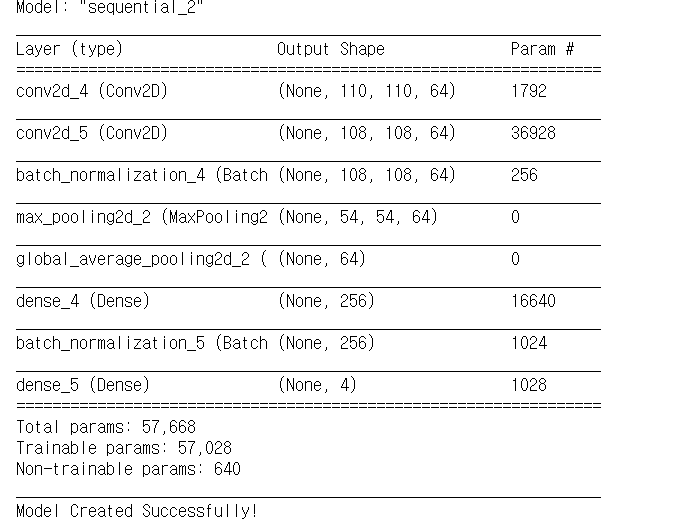 Model: "sequential_2"
Layer (type) Output Shape Param #
conv2d_4 (Conv2D) (None, 110, 110, 64) 1792
conv2d_5 (Conv2D) (None, 108, 108, 64) 36928
batch_normalization_4 (Batch (None, 108, 108, 64) 256
max_pooling2d_2 (MaxPooling2 (None, 54, 54, 64) 0
global_average_pooling2d_2 ( (None, 64) 0
dense_4 (Dense) (None, 256) 16640
batch_normalization_5 (Batch (None, 256) 1024
dense_5 (Dense) (None, 4) 1028
Total params: 57,668
Trainable params: 57,028
Non-trainable params: 640
Model Created Successfully!